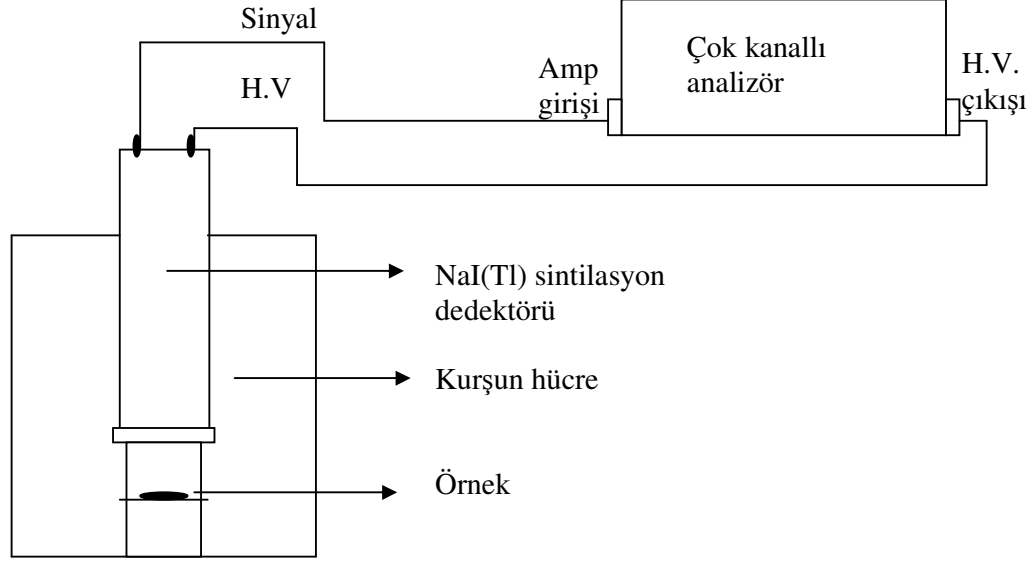 Sinyal
H.V
Amp
girişi
Çok kanallı
analizör
H.V.
çıkışı
NaI(Tl) sintilasyon
dedektörü
Kurşun hücre
Örnek